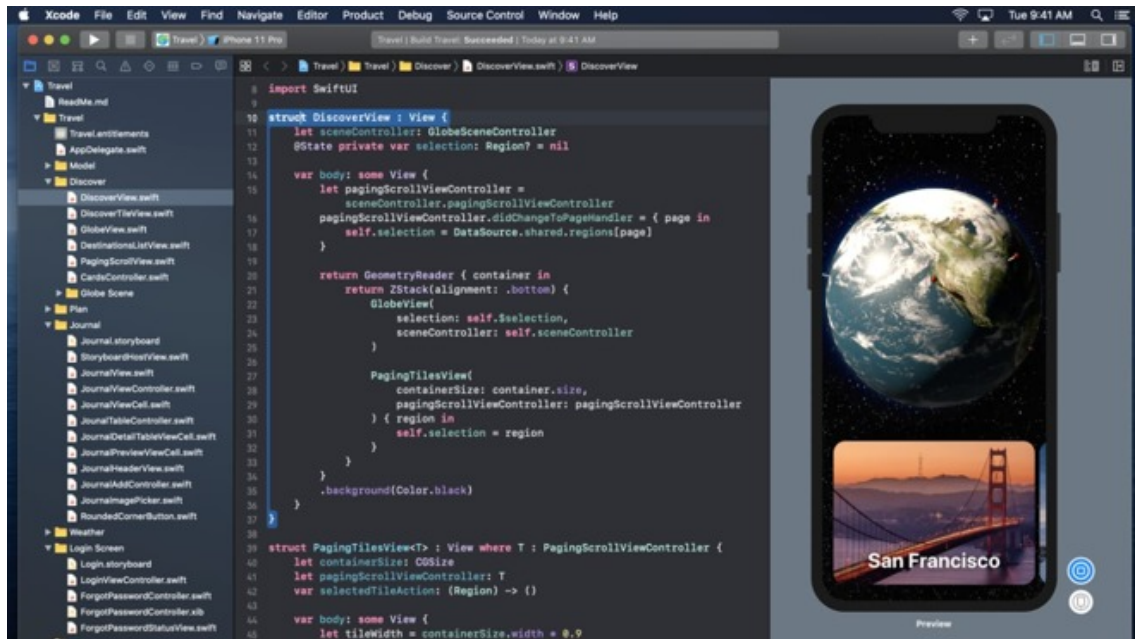 Xcode File Edit View Find Navigate Editor Product Debug Source Control Window Help Tue 9:41 AM
Travel iPhone 11 Pro Travel | Build Travel: Succeeded | Today at 9:41 AM
Travel Travel Discover DiscoverView.swift S DiscoverView
Travel
ReadMe.md
Travel
Travel.entitlements
AppDelegate.swift
Model
Discover
DiscoverView.swift
DiscoverTileView.swift
GlobeView.swift
DestinationsListView.swift
PagingScrollView.swift
CardsController.swift
Globe Scene
Plan
Journal
Journal.storyboard
StoryboardHostView.swift
JournalView.swift
JournalViewController.swift
JournalViewCell.swift
JounalTableController.swift
JournalDetailTableViewCell.swift
JournalPreviewViewCell.swift
JournalHeaderView.swift
JournalAddController.swift
JournalmagePicker.swift
RoundedCornerButton.swift
Weather
Login Screen
Login.storyboard
LoginViewController.swift
ForgotPasswordController.swift
ForgotPasswordController.xib
ForgotPasswordStatusView.swift
8 import SwiftUI
9
10 struct DiscoverView : View {
11 let sceneController: GlobeSceneController
12 @State private var selection: Region? = nil
13
14 var body: some View {
15 let pagingScrollViewController =
sceneController.pagingScrollViewController
16 pagingScrollViewController.didChangeToPageHandler = { page in
17 self.selection = DataSource.shared.regions[page]
18 }
19
20 return GeometryReader { container in
21 return ZStack(alignment: .bottom) {
22 GlobeView(
23 selection: self.$selection,
24 sceneController: self.sceneController
25 )
26
27 PagingTilesView(
28 containerSize: container.size,
29 pagingScrollViewController: pagingScrollViewController
30 ) { region in
31 self.selection = region
32 }
33 }
34 }
35 .background(Color.black)
36 }
37 }
38
39 struct PagingTilesView<T> : View where T : PagingScrollViewController {
40 let containerSize: CGSize
41 let pagingScrollViewController: T
42 var selectedTileAction: (Region) -> ()
43
44 var body: some View {
45 let tileWidth = containerSize.width * 0.9
San Francisco
Preview